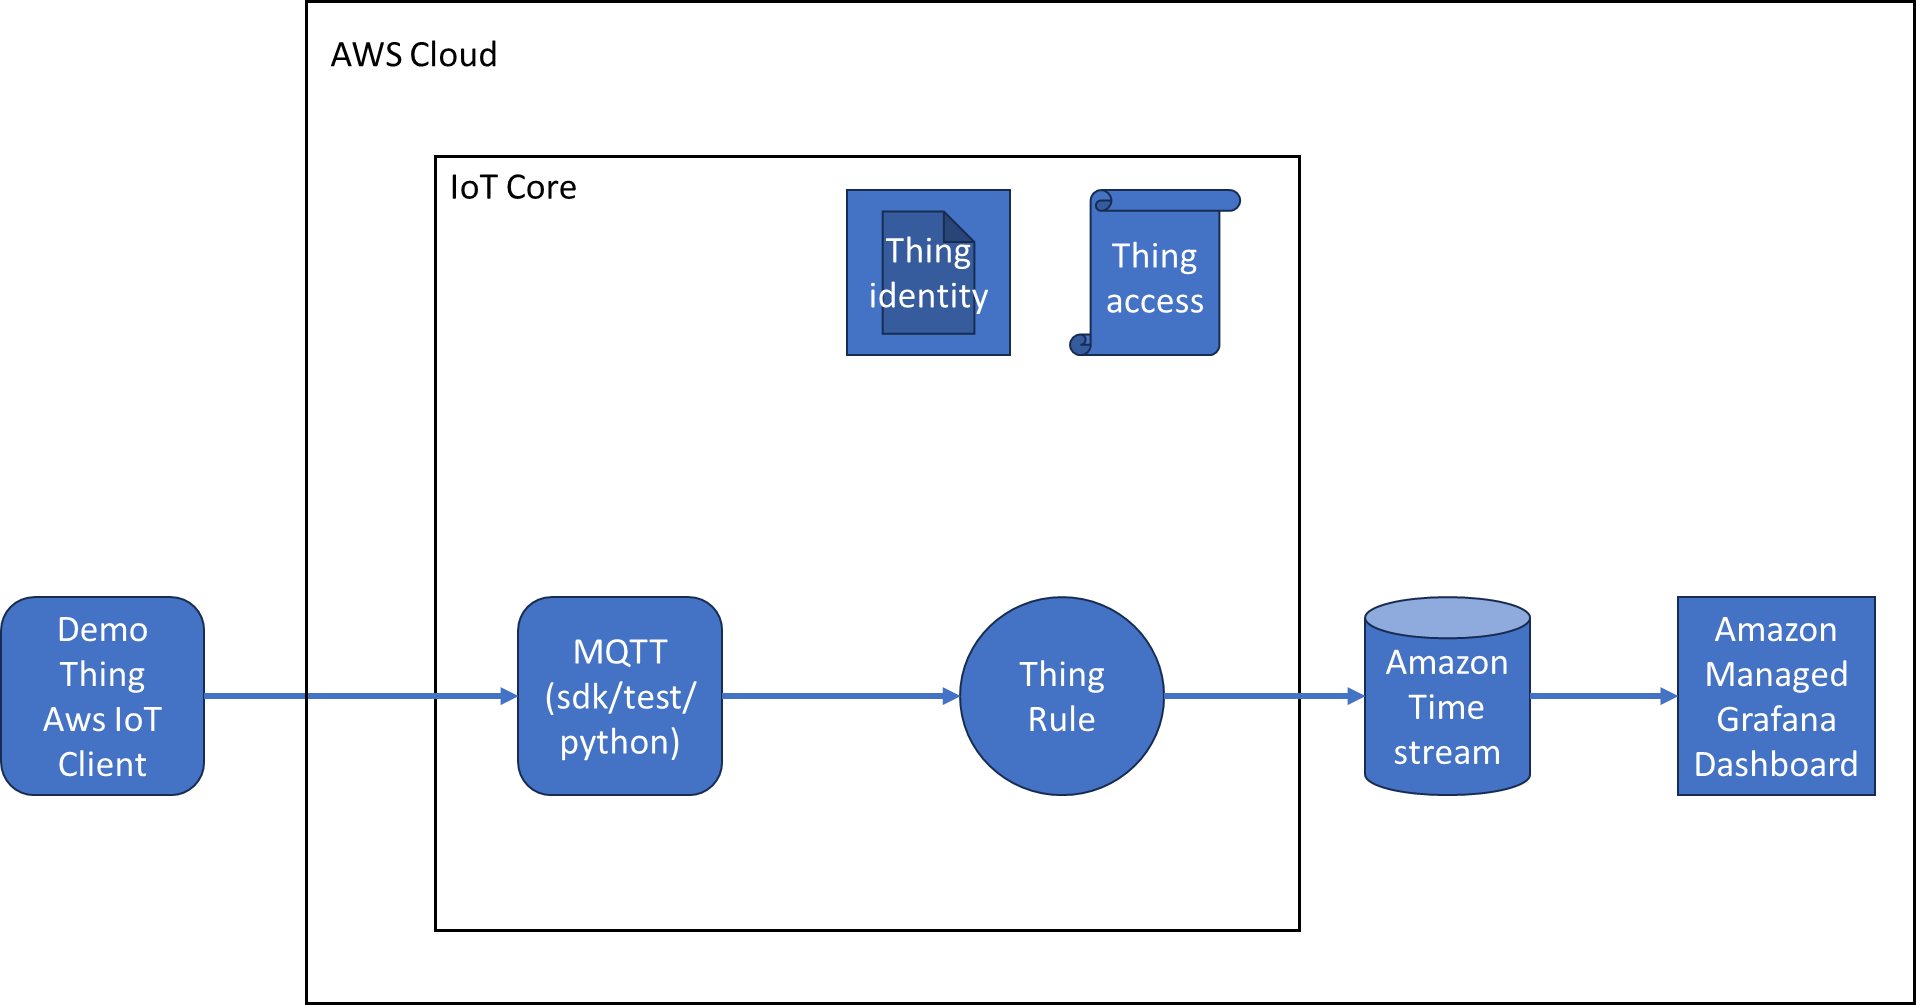 AWS Cloud
IoT Core
Thing
identity
Thing
access
Demo
Thing
Aws IoT
Client
MQTT
(sdk/test/
python)
Thing
Rule
Amazon
Time
stream
Amazon
Managed
Grafana
Dashboard